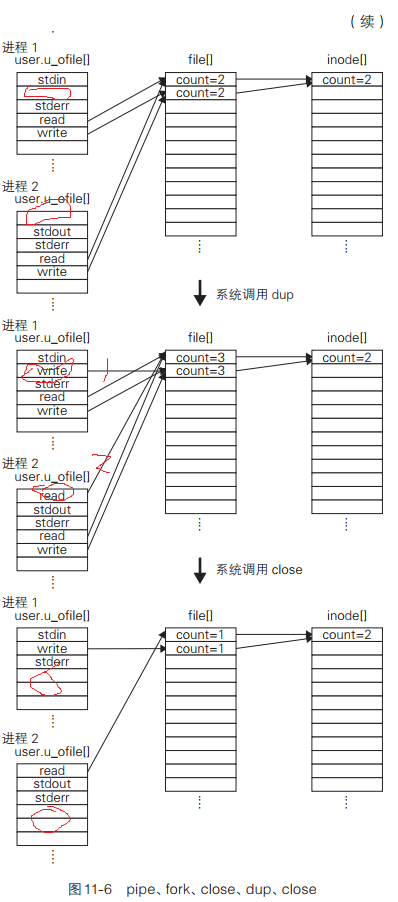 （续）
进程 1
user.u_ofile[]
file[]
inode[]
stdin
count=2
count=2
count=2
stderr
read
write
⋮
进程 2
user.u_ofile[]
stdout
stderr
read
write
⋮
⋮
⋮
系统调用 dup
进程 1
user.u_ofile[]
file[]
inode[]
stdin
count=3
count=2
write
count=3
stderr
read
write
⋮
1
2
进程 2
user.u_ofile[]
read
stdout
stderr
read
write
⋮
⋮
⋮
系统调用 close
进程 1
user.u_ofile[]
file[]
inode[]
stdin
count=1
count=2
write
count=1
stderr
⋮
进程 2
user.u_ofile[]
read
stdout
stderr
⋮
⋮
⋮
图 11-6 pipe、fork、close、dup、close